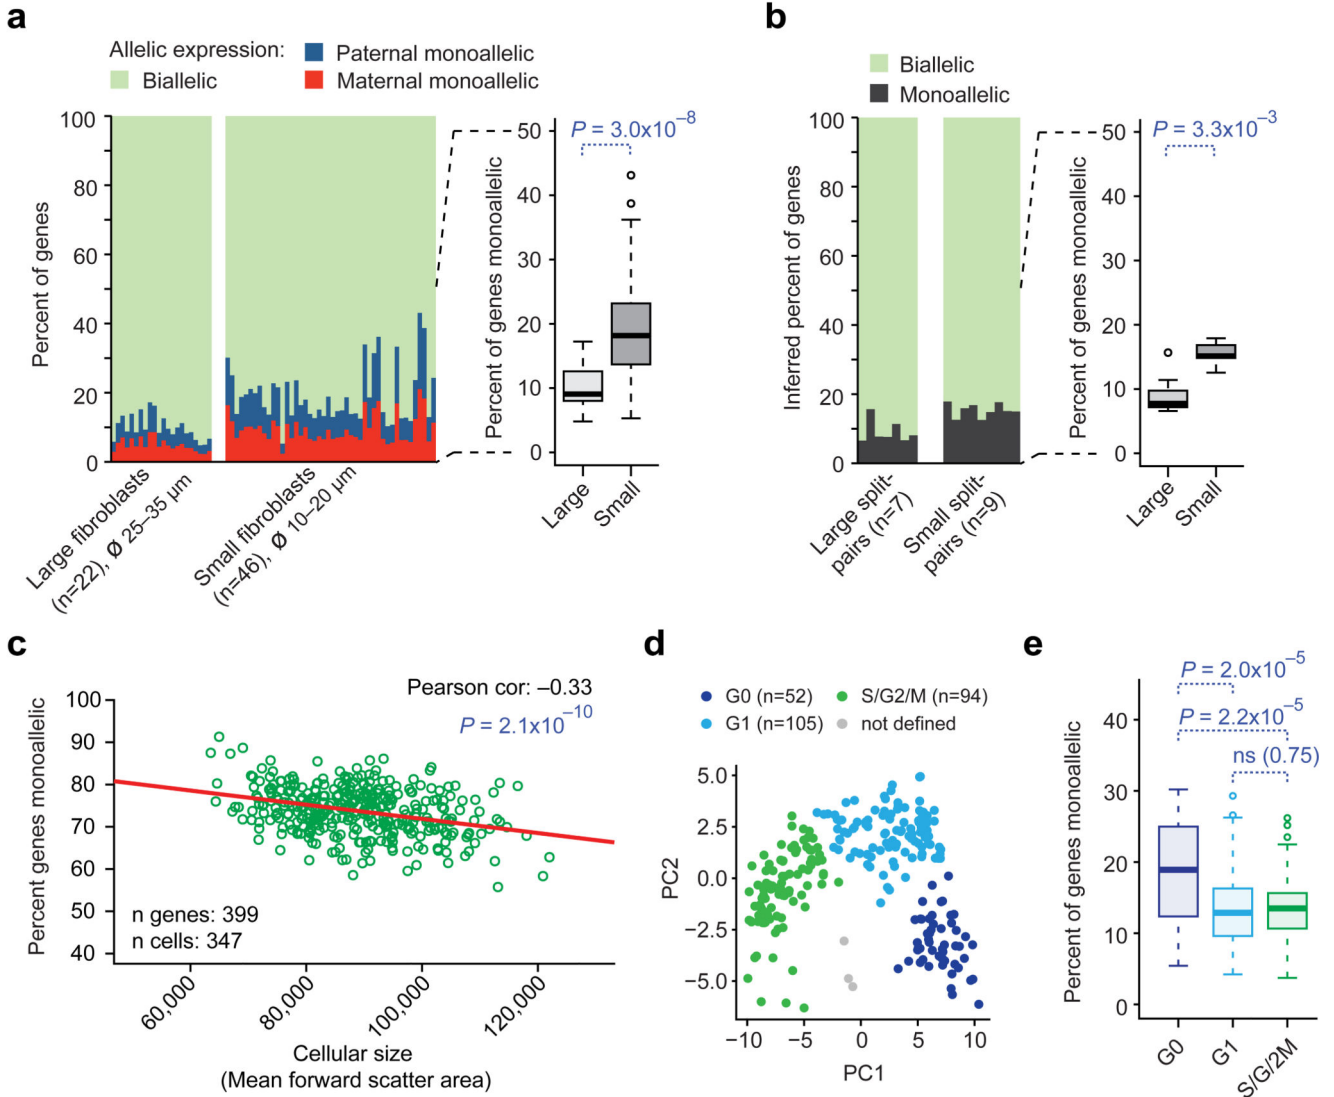 a
Allelic expression:
Biallelic
Paternal monoallelic
Maternal monoallelic
Percent of genes
100
80
60
40
20
0
Large fibroblasts
(n=22), Ø 25–35 µm
Small fibroblasts
(n=46), Ø 10–20 µm
Percent of genes monoallelic
50
40
30
20
10
0
P = 3.0x10–8
Large
Small
b
Biallelic
Monoallelic
Inferred percent of genes
100
80
60
40
20
0
Large split-
pairs (n=7)
Small split-
pairs (n=9)
Percent of genes monoallelic
50
40
30
20
10
0
P = 3.3x10–3
Large
Small
c
Percent genes monoallelic
100
90
80
70
60
50
40
Pearson cor: –0.33
P = 2.1x10–10
n genes: 399
n cells: 347
60,000
80,000
100,000
120,000
Cellular size
(Mean forward scatter area)
d
G0 (n=52)
S/G2/M (n=94)
G1 (n=105)
not defined
PC2
5.0
2.5
0.0
−2.5
−5.0
−10
−5
0
5
10
PC1
e
P = 2.0x10–5
P = 2.2x10–5
ns (0.75)
Percent of genes monoallelic
40
30
20
10
0
G0
G1
S/G/2M